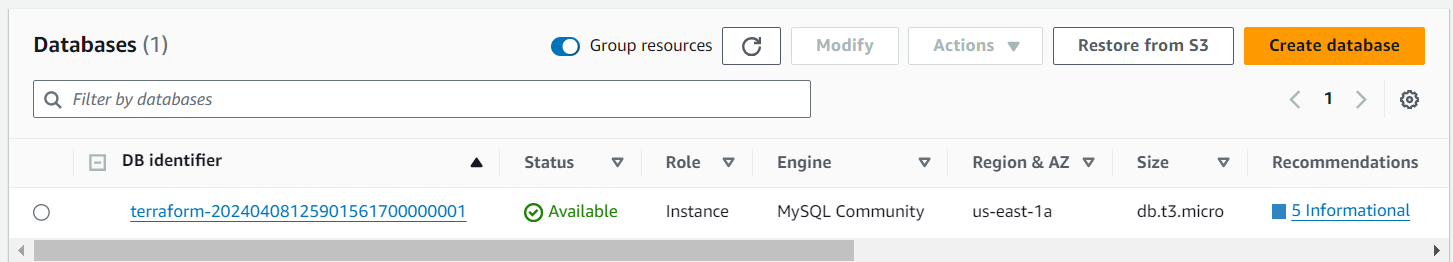 Databases (1)
Group resources
Modify
Actions
Restore from S3
Create database
Filter by databases
1
DB identifier Status Role Engine Region & AZ Size Recommendations
terraform-20240408125901561700000001 Available Instance MySQL Community us-east-1a db.t3.micro 5 Informational